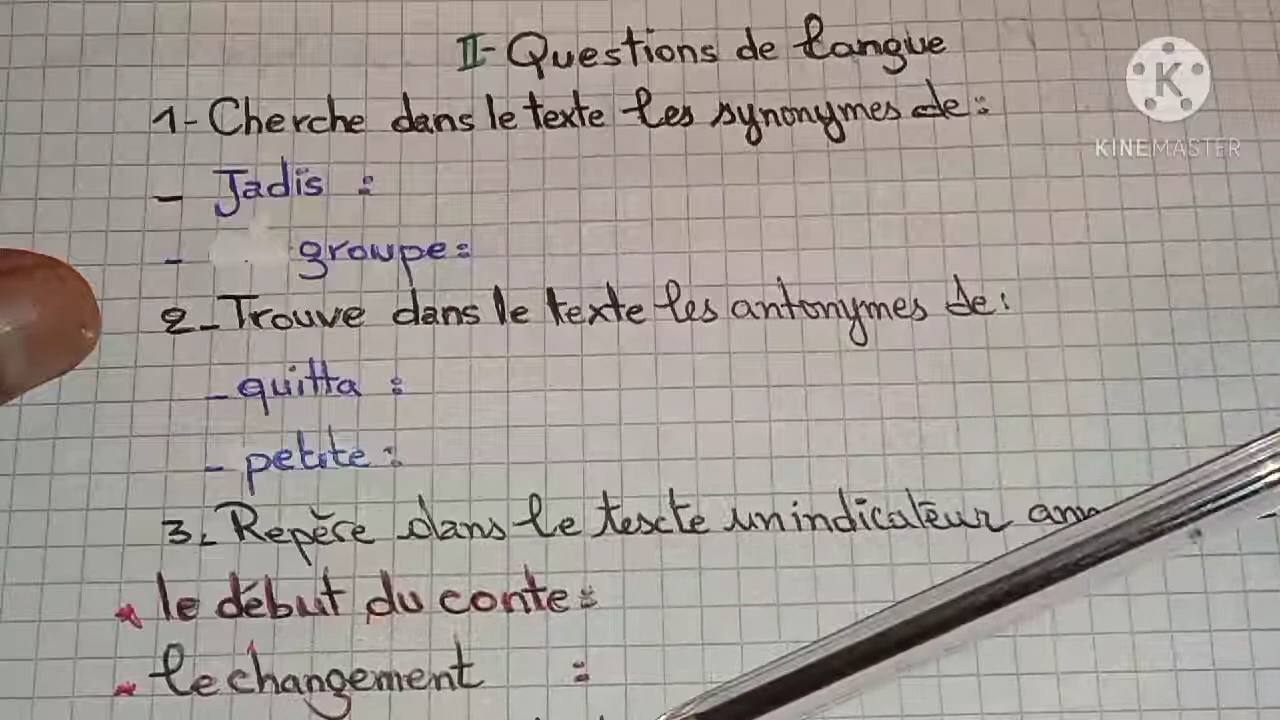 II- Questions de langue
1- Cherche dans le texte les synonymes de:
- Jadis :
- groupe:
2- Trouve dans le texte les antonymes de:
- quitta :
- petite :
3. Repère dans le texte un indicateur
* le début du conte:
* le changement :
KINEMASTER